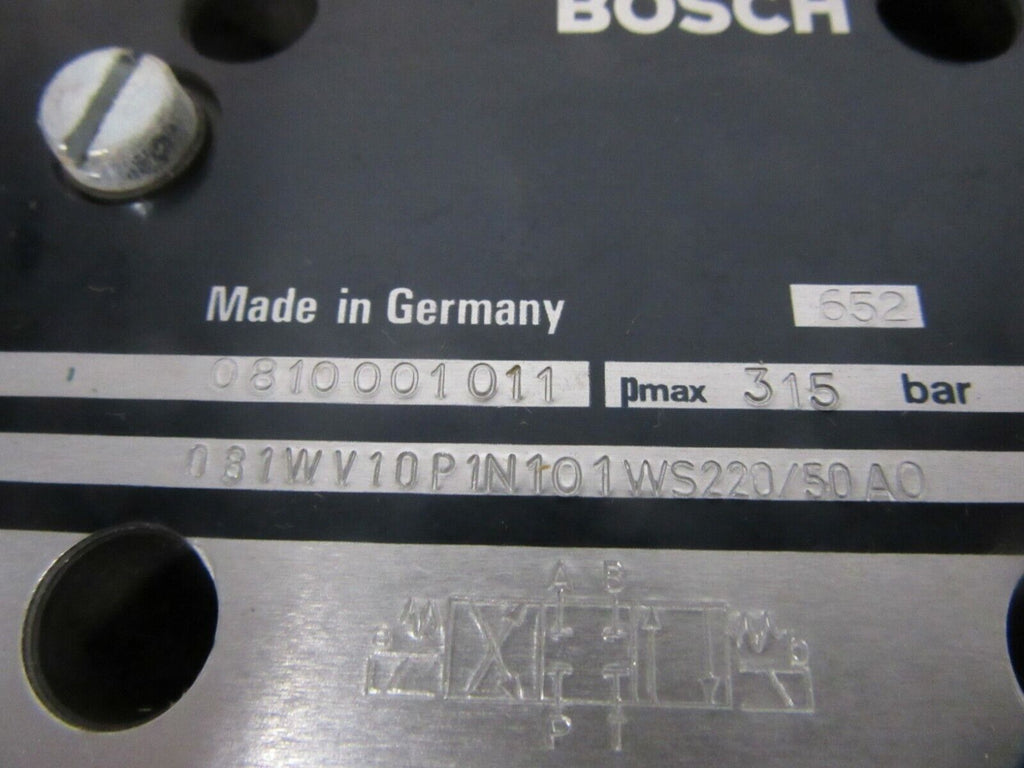 BOSCH
Made in Germany 652
0810001011 pmax 315 bar
081WV10P1N101WS220/50A0
A B
a b
P T